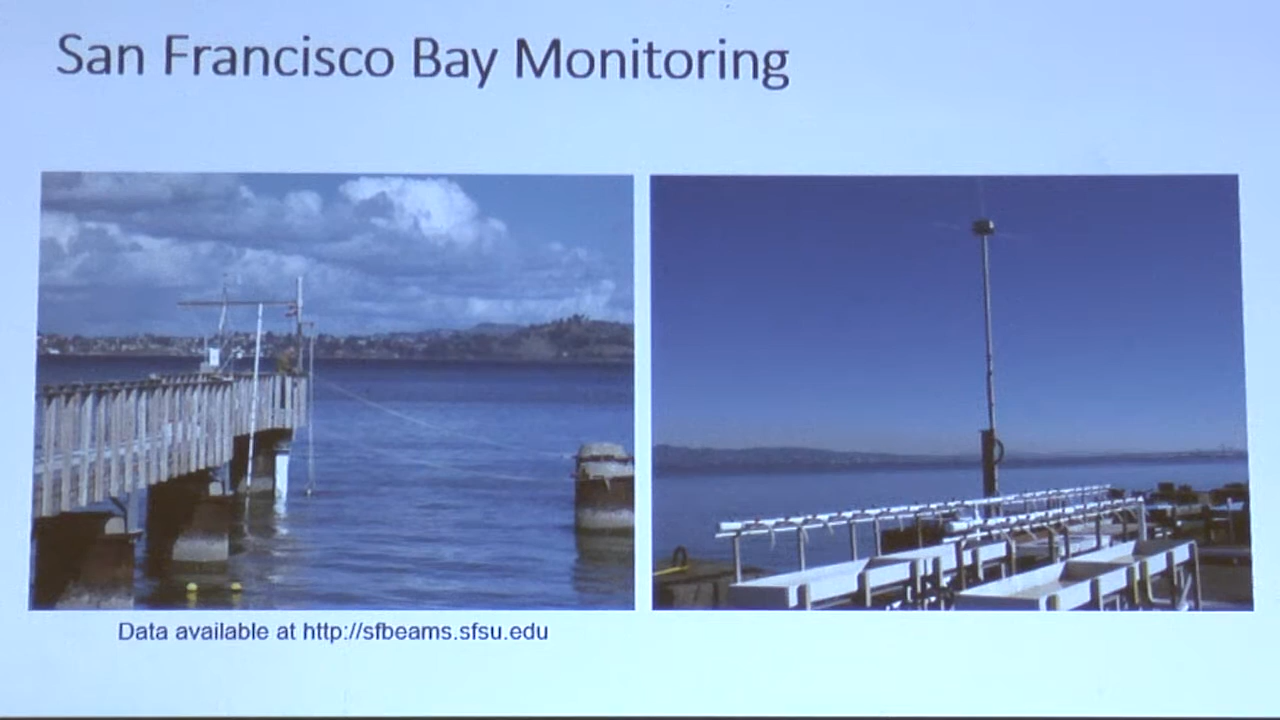 San Francisco Bay Monitoring
Data available at http://sfbeams.sfsu.edu